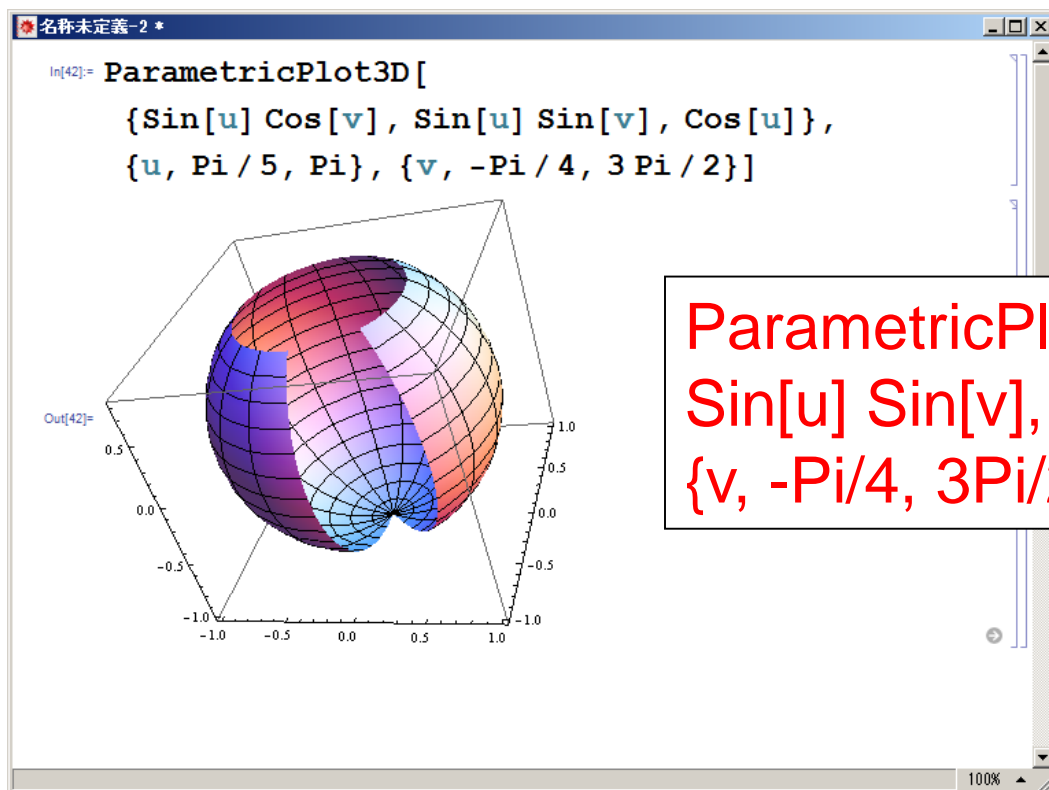 名称未定義-2 *
In[42]:= ParametricPlot3D[
{Sin[u] Cos[v], Sin[u] Sin[v], Cos[u]},
{u, Pi / 5, Pi}, {v, -Pi / 4, 3 Pi / 2}]
Out[42]=
0.5
0.0
-0.5
-1.0
-1.0 -0.5 0.0 0.5 1.0
1.0
0.5
0.0
-0.5
-1.0
ParametricPl
Sin[u] Sin[v],
{v, -Pi/4, 3Pi/
100%